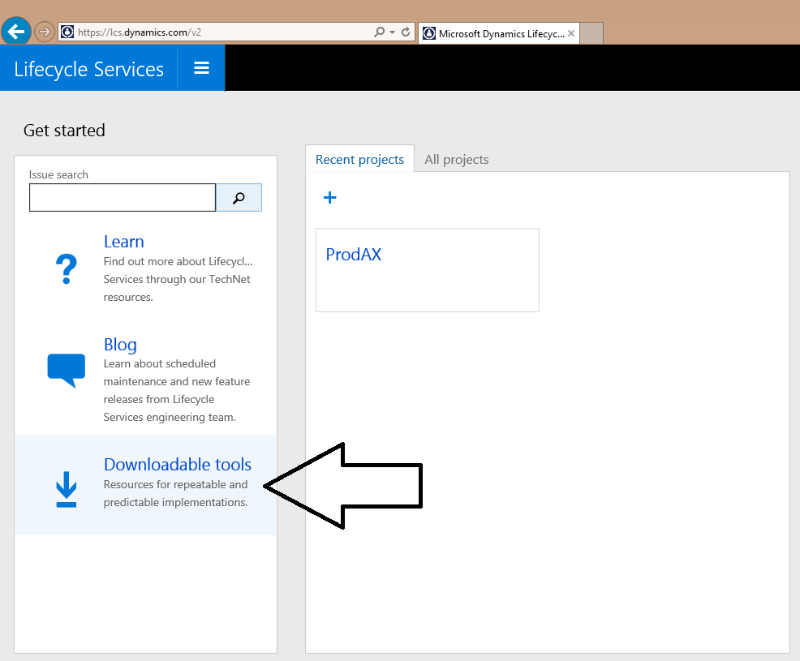 https://lcs.dynamics.com/v2
Microsoft Dynamics Lifecyc...
Lifecycle Services
Get started
Issue search
Learn
Find out more about Lifecycl...
Services through our TechNet
resources.
Blog
Learn about scheduled
maintenance and new feature
releases from Lifecycle
Services engineering team.
Downloadable tools
Resources for repeatable and
predictable implementations.
Recent projects
All projects
ProdAX